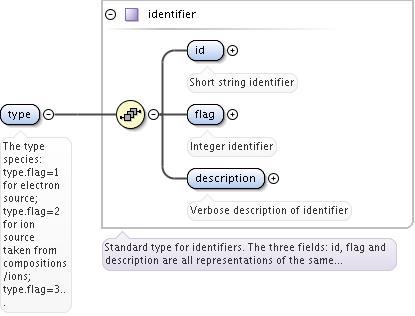 identifier
id
Short string identifier
type
flag
The type
species:
type.flag=1
for electron
source;
type.flag=2
for ion
source
taken from
compositions
/ions;
type.flag=3..
.
Integer identifier
description
Verbose description of identifier
Standard type for identifiers. The three fields: id, flag and
description are all representations of the same...